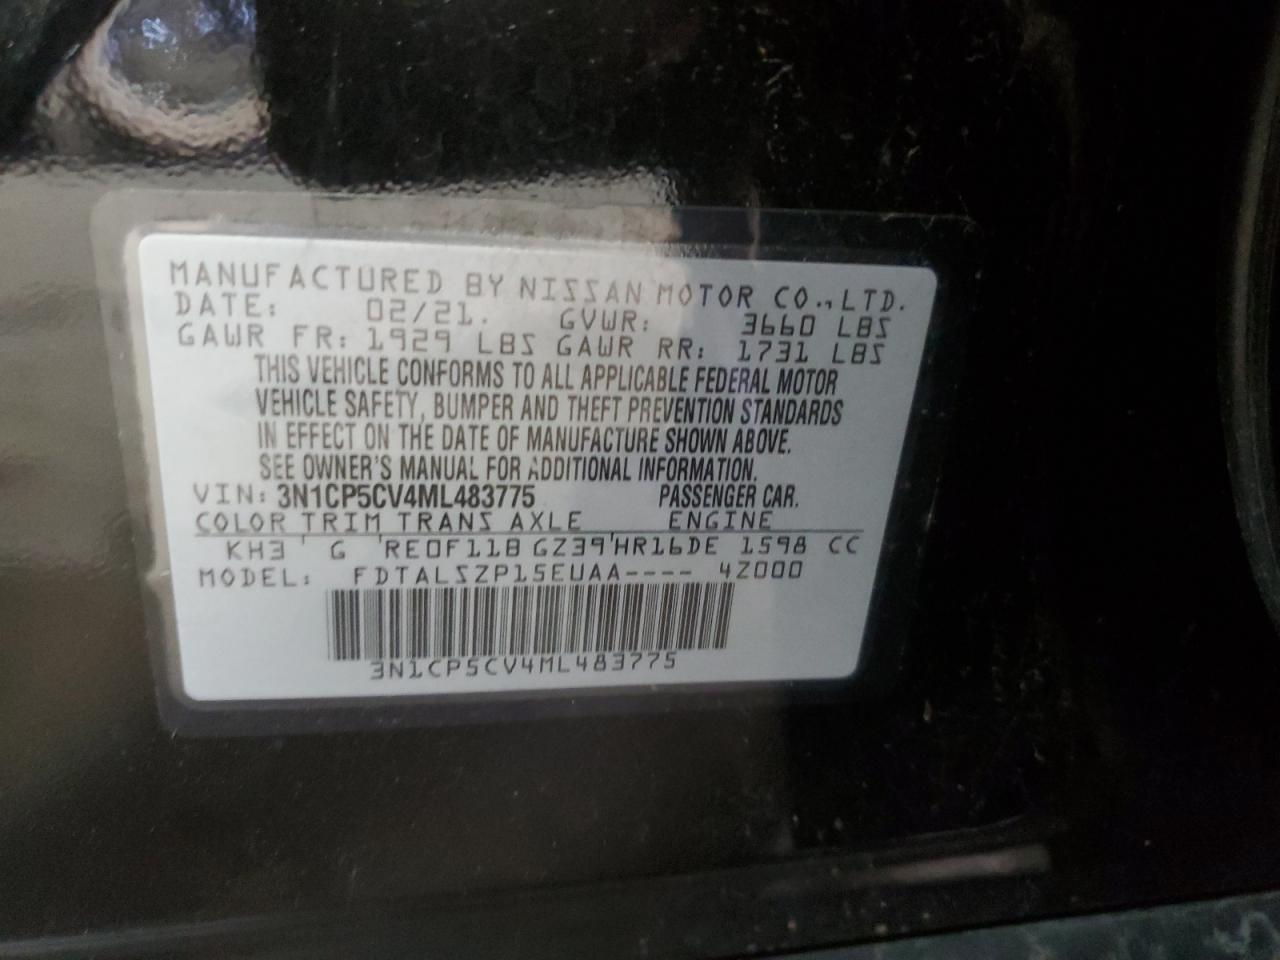 MANUFACTURED BY NISSAN MOTOR CO.,LTD.
DATE: 02/21. GVWR: 3660 LBS
GAWR FR: 1929 LBS GAWR RR: 1731 LBS
THIS VEHICLE CONFORMS TO ALL APPLICABLE FEDERAL MOTOR
VEHICLE SAFETY, BUMPER AND THEFT PREVENTION STANDARDS
IN EFFECT ON THE DATE OF MANUFACTURE SHOWN ABOVE.
SEE OWNER'S MANUAL FOR ADDITIONAL INFORMATION.
VIN: 3N1CP5CV4ML483775 PASSENGER CAR.
COLOR TRIM TRANS AXLE ENGINE
KH3 ' G 'RE0F11B GZ39'HR16DE 1598 CC
MODEL: FDTALSZP15EUAA---- 4Z000
3N1CP5CV4ML483775